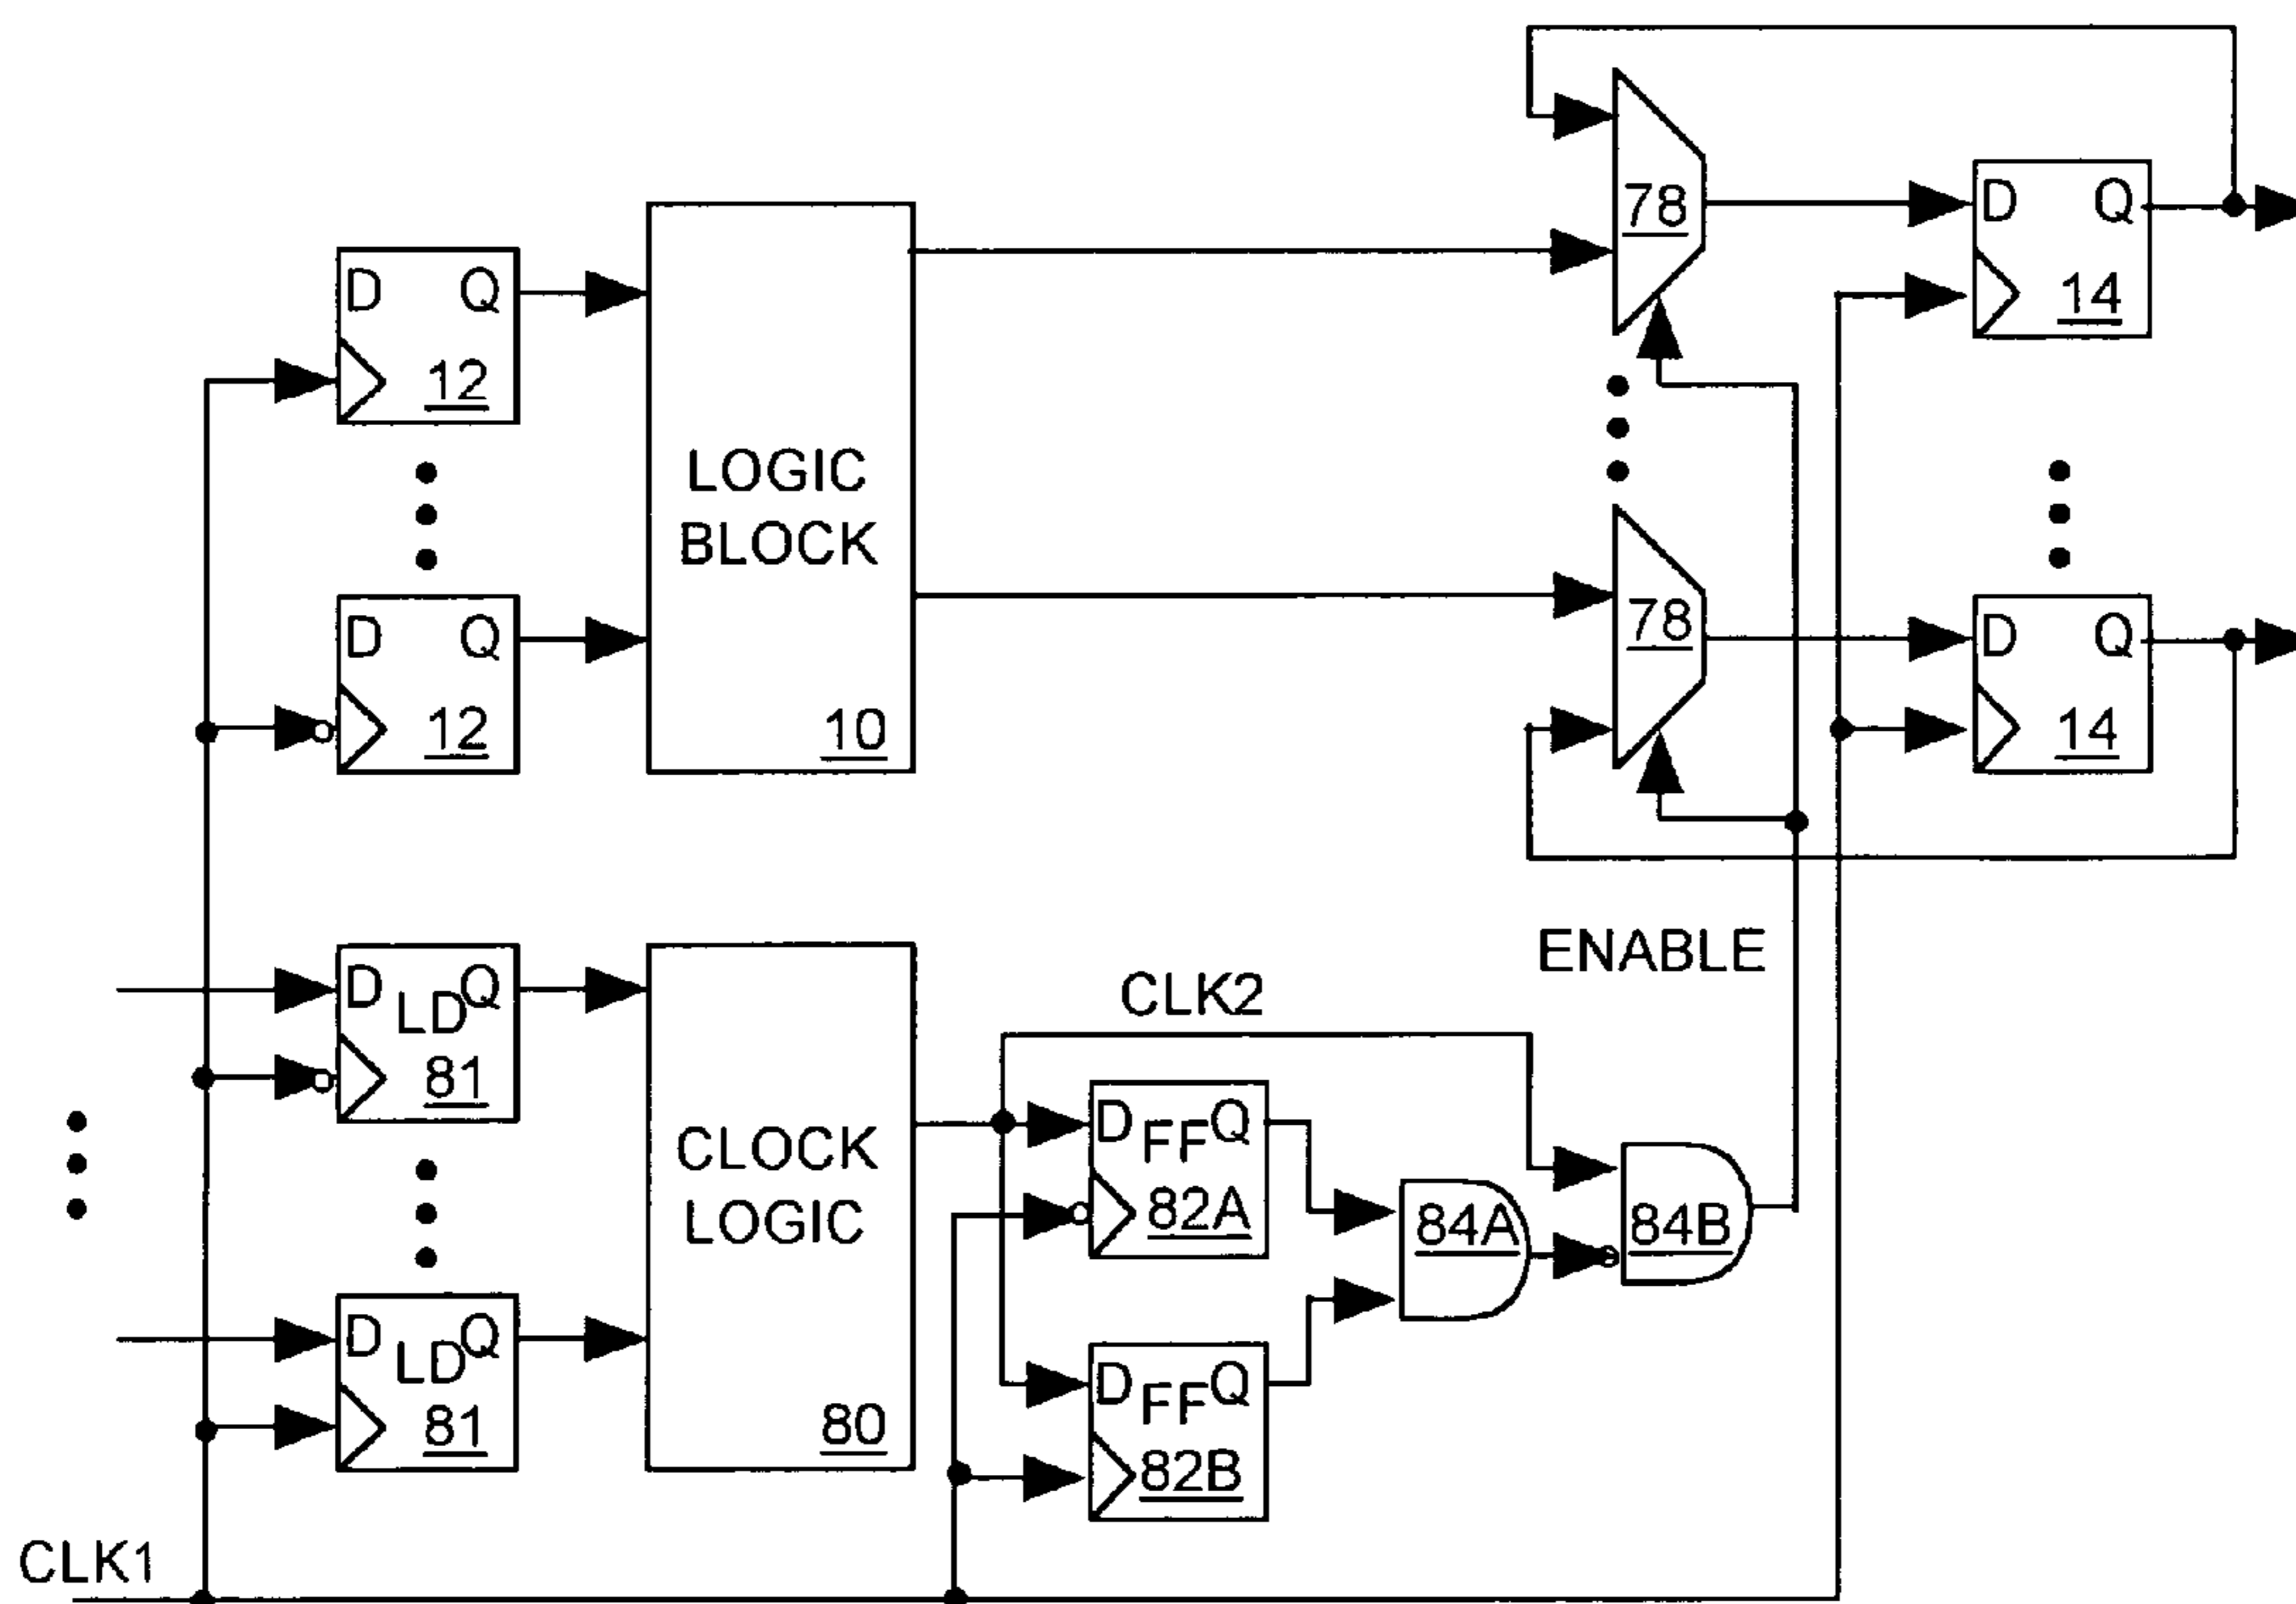 D Q
78
D Q
14
D Q
12
LOGIC
BLOCK
10
D Q
12
78
D Q
14
ENABLE
D LD Q
81
CLOCK
LOGIC
80
CLK2
D FF Q
82A
84A
84B
D LD Q
81
D FF Q
82B
CLK1